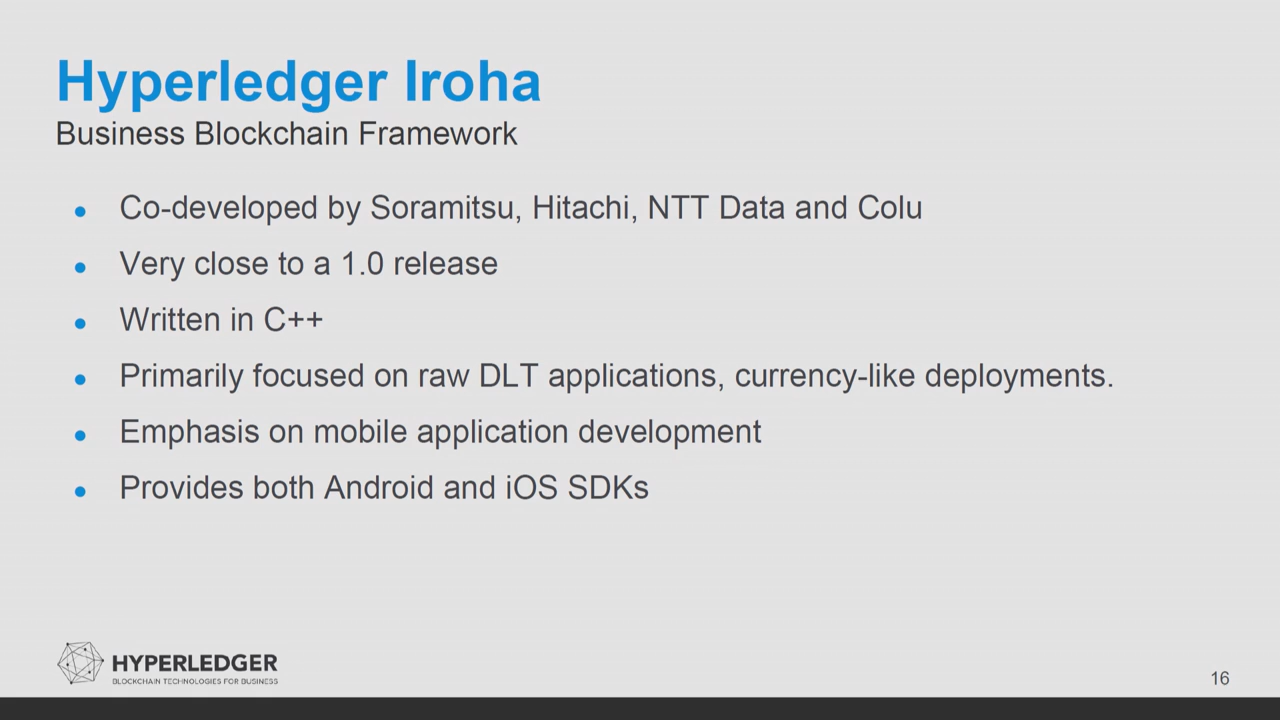 Hyperledger Iroha
Business Blockchain Framework
• Co-developed by Soramitsu, Hitachi, NTT Data and Colu
• Very close to a 1.0 release
• Written in C++
• Primarily focused on raw DLT applications, currency-like deployments.
• Emphasis on mobile application development
• Provides both Android and iOS SDKs
HYPERLEDGER
BLOCKCHAIN TECHNOLOGIES FOR BUSINESS
16